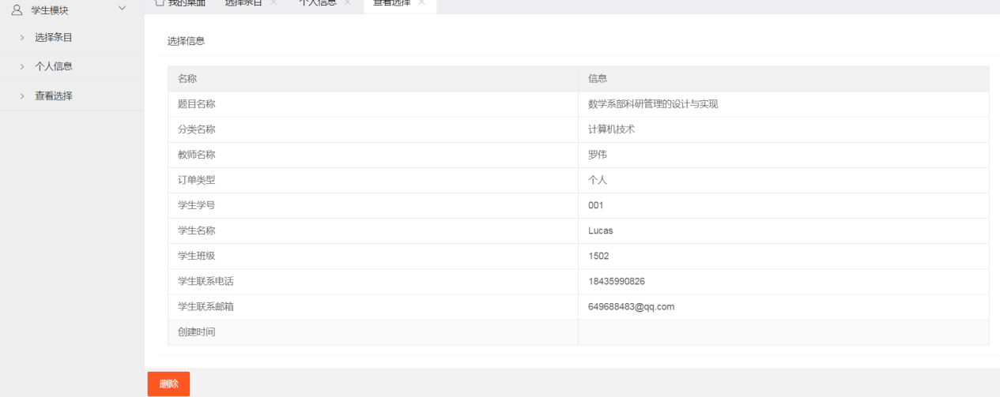 我的桌面 选择条目 个人信息 查看选择
学生模块
选择条目
个人信息
查看选择
选择信息
名称 信息
题目名称 数学系部科研管理的设计与实现
分类名称 计算机技术
教师名称 罗伟
订单类型 个人
学生学号 001
学生名称 Lucas
学生班级 1502
学生联系电话 18435990826
学生联系邮箱 649688483@qq.com
创建时间
删除